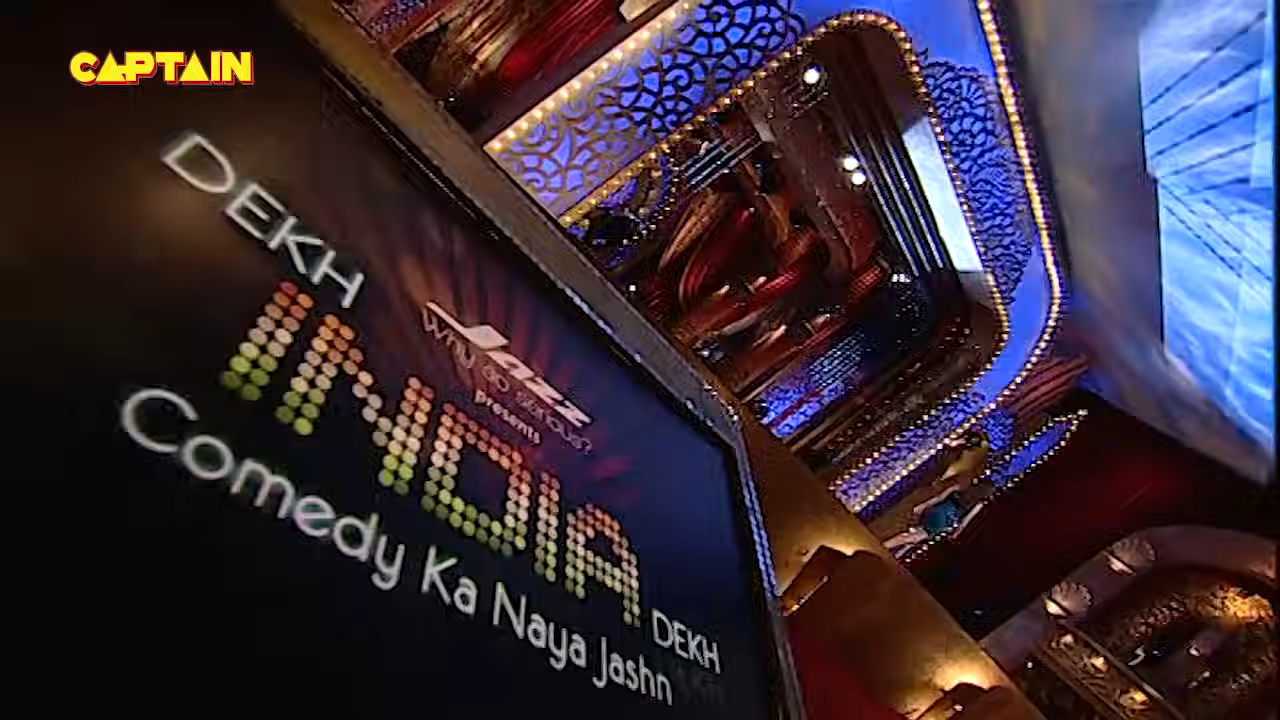 CAPTAIN
DEKH
Jazz
Why so serious?
presents
INDIA
DEKH
Comedy Ka Naya Jashn